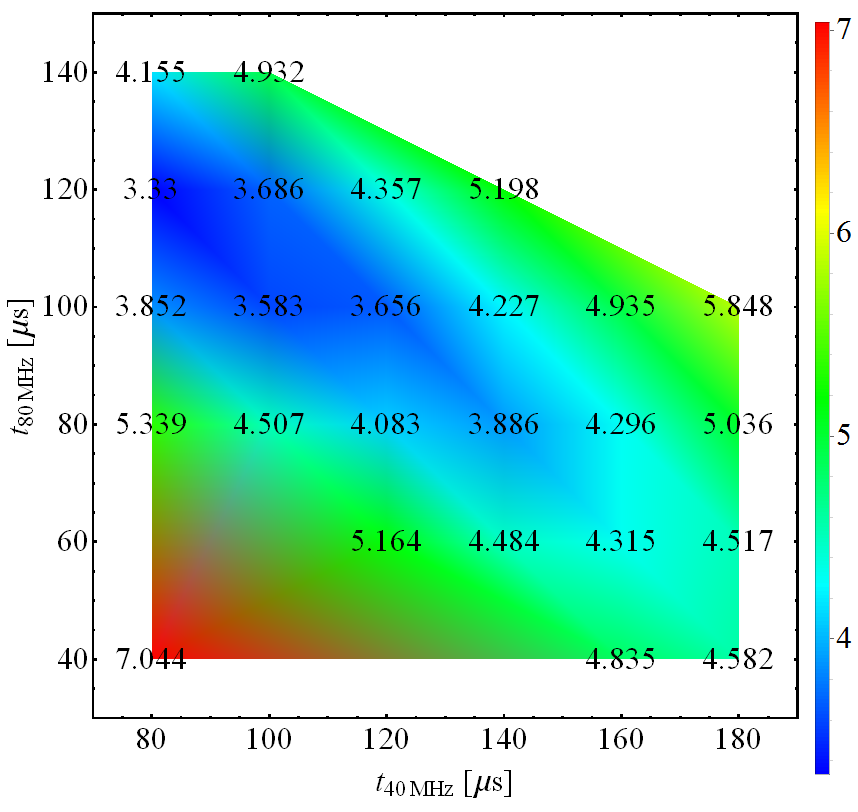 7
140 4.155 4.932
6
120 3.33 3.686 4.357 5.198
100 3.852 3.583 3.656 4.227 4.935 5.848
5
80 5.339 4.507 4.083 3.886 4.296 5.036
60 5.164 4.484 4.315 4.517
4
40 7.044 4.835 4.582
80 100 120 140 160 180
t40 MHz [μs]
t80 MHz [μs]